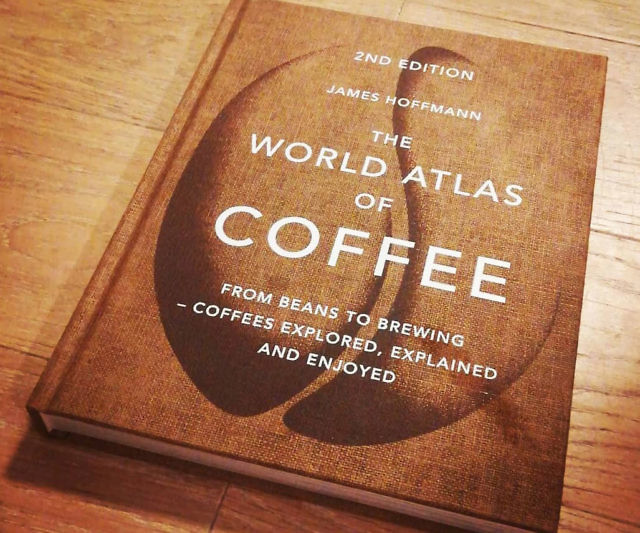 2ND EDITION
JAMES HOFFMANN
THE
WORLD ATLAS
OF
COFFEE
FROM BEANS TO BREWING
– COFFEES EXPLORED, EXPLAINED
AND ENJOYED